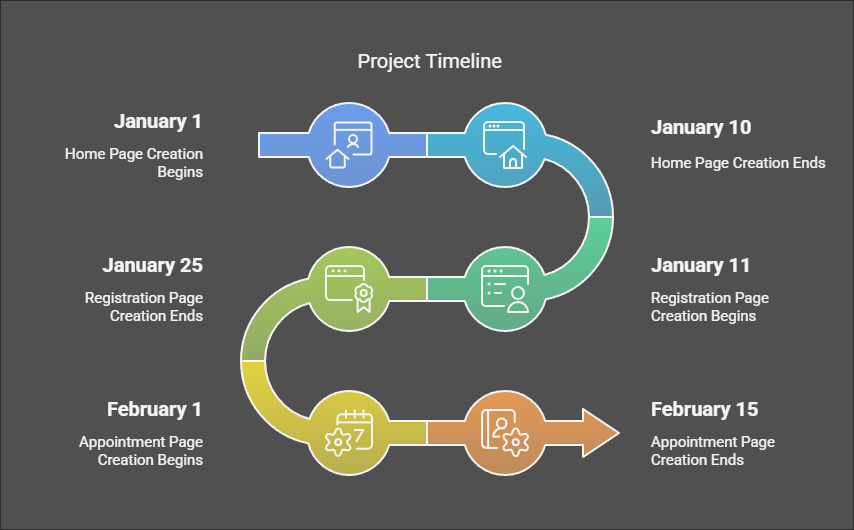 Project Timeline
January 1
Home Page Creation
Begins
January 10
Home Page Creation Ends
January 25
Registration Page
Creation Ends
January 11
Registration Page
Creation Begins
February 1
Appointment Page
Creation Begins
7
February 15
Appointment Page
Creation Ends